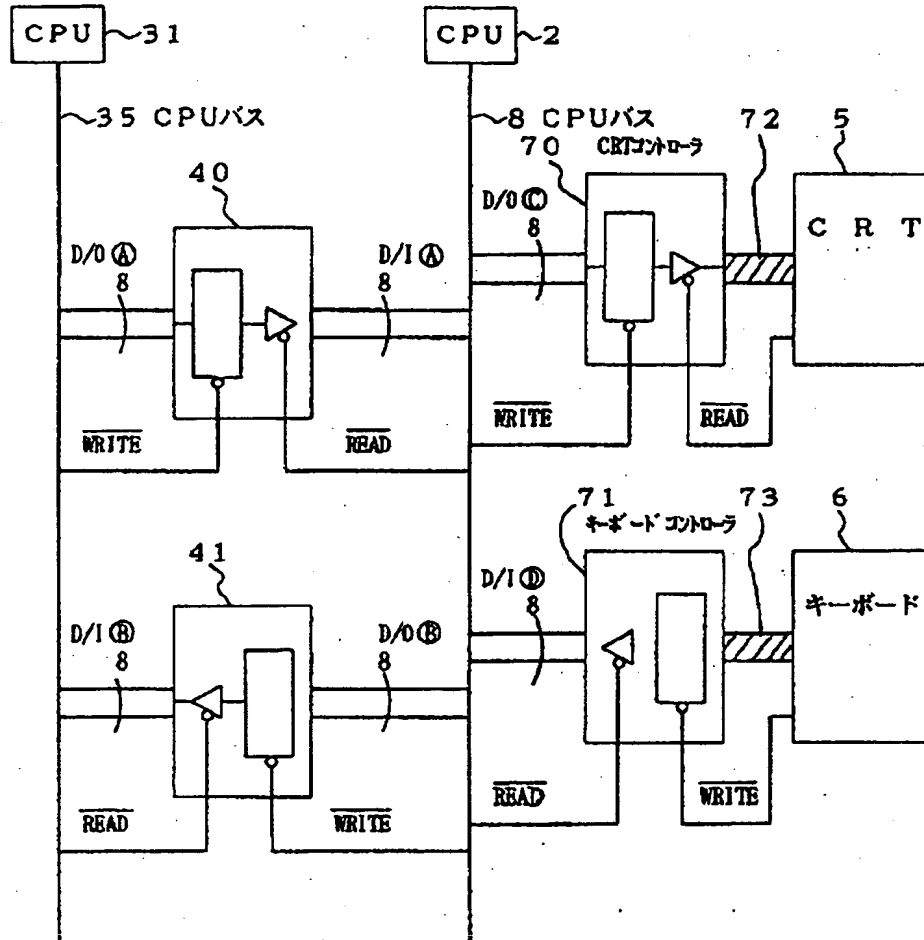 CPU 31
CPU 2
35 CPUバス
8 CPUバス
72
5
70 CRTコントローラ
40
D/O Ⓒ
8
CRT
D/O Ⓐ
8
D/I Ⓐ
8
WRITE
READ
WRITE
READ
71 キーボードコントローラ
73
6
41
D/I Ⓓ
8
キーボード
D/I Ⓑ
8
D/O Ⓑ
8
READ
WRITE
READ
WRITE